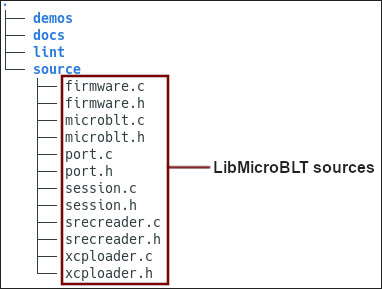 .
demos
docs
lint
source
firmware.c
firmware.h
microblt.c
microblt.h
port.c
port.h
session.c
session.h
srecreader.c
srecreader.h
xcploader.c
xcploader.h
LibMicroBLT sources